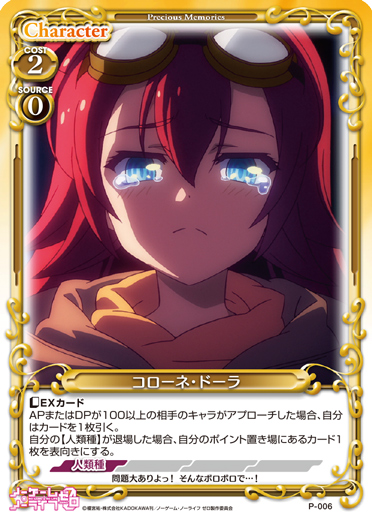 Precious Memories
Character
COST
2
SOURCE
0
コローネ・ドーラ
EXカード
APまたはDPが100以上の相手のキャラがアプローチした場合、自分
はカードを1枚引く。
自分の【人類種】が退場した場合、自分のポイント置き場にあるカード1
枚を表向きにする。
人類種
問題大ありよっ! そんなボロボロで…!
P-006
©榎宮祐・株式会社KADOKAWA刊/ノーゲーム・ノーライフ ゼロ製作委員会